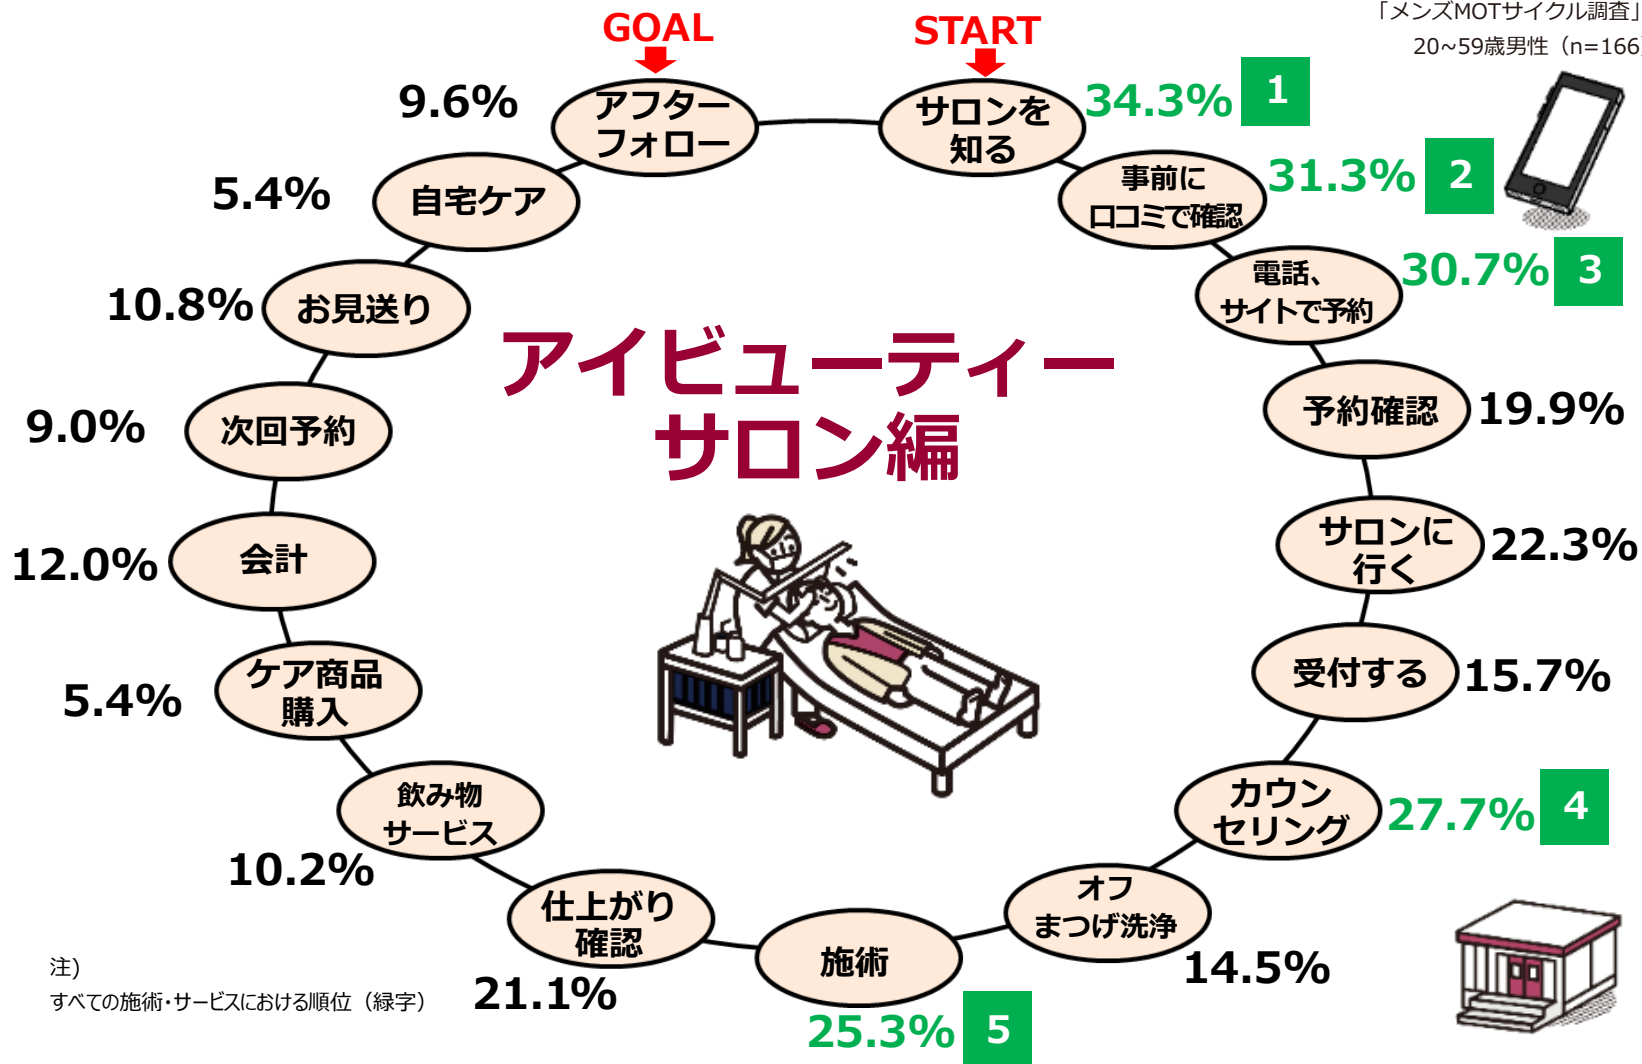 「メンズMOTサイクル調査」
20~59歳男性（n=166）
GOAL
START
サロンを
知る
34.3%
1
事前に
口コミで確認
31.3%
2
電話、
サイトで予約
30.7%
3
予約確認
19.9%
サロンに
行く
22.3%
受付する
15.7%
カウン
セリング
27.7%
4
オフ
まつげ洗浄
14.5%
施術
25.3%
5
仕上がり
確認
21.1%
飲み物
サービス
10.2%
ケア商品
購入
5.4%
会計
12.0%
次回予約
9.0%
お見送り
10.8%
自宅ケア
5.4%
アフター
フォロー
9.6%
アイビューティー
サロン編
注)
すべての施術・サービスにおける順位（緑字）